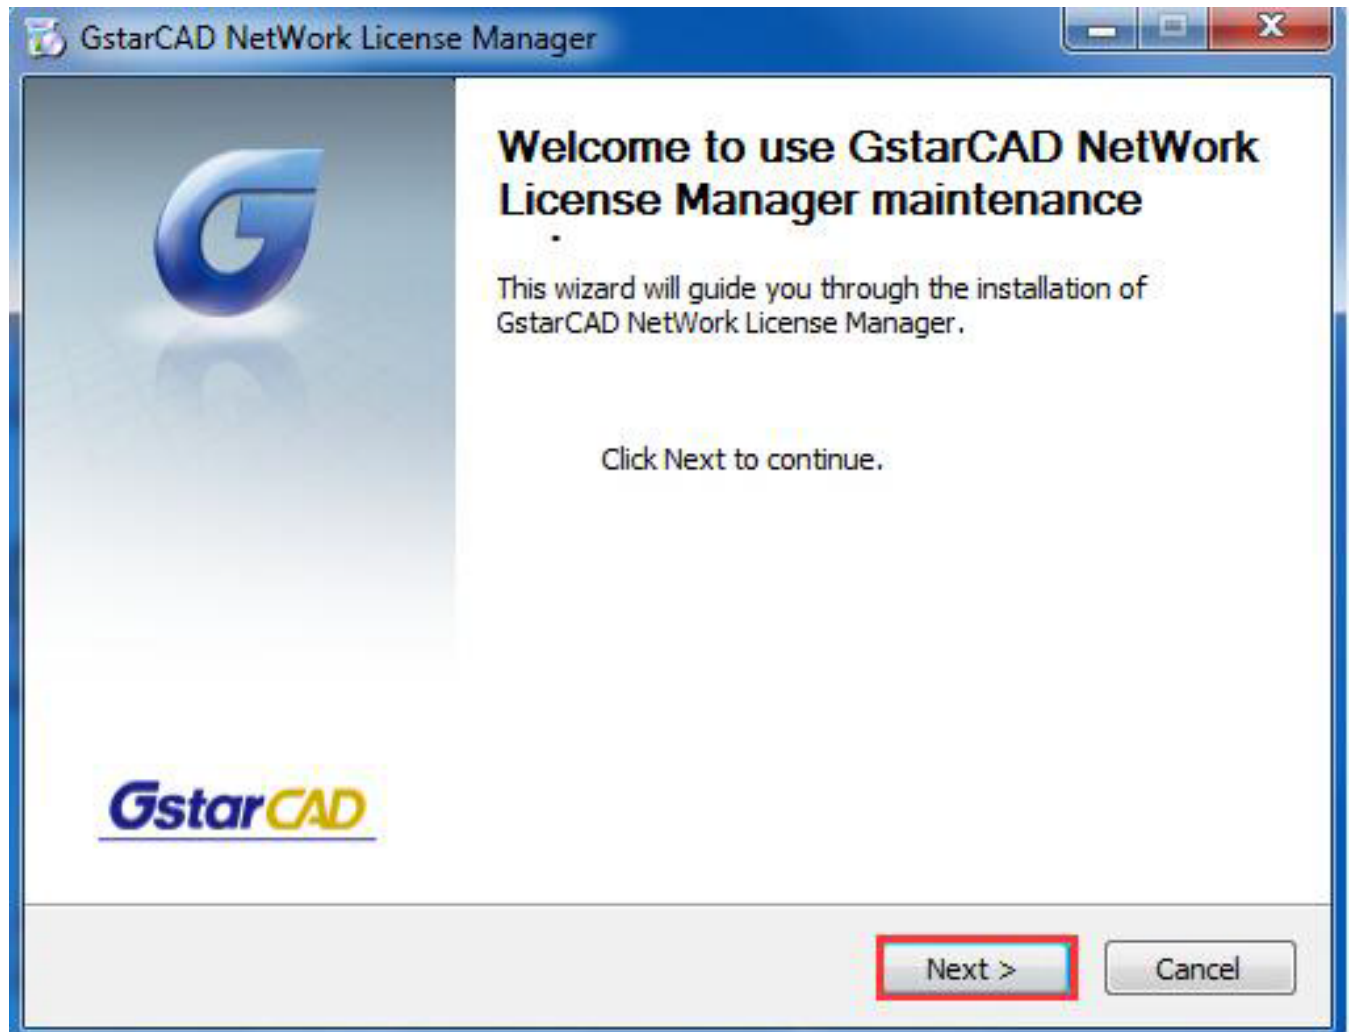 GstarCAD NetWork License Manager
Welcome to use GstarCAD NetWork
License Manager maintenance
This wizard will guide you through the installation of
GstarCAD NetWork License Manager.
Click Next to continue.
GstarCAD
Next >
Cancel